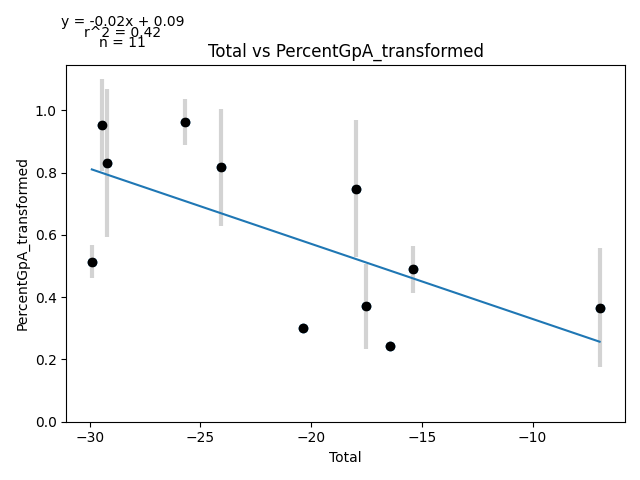 y = -0.02x + 0.09
r^2 = 0.42
n = 11
Total vs PercentGpA_transformed
PercentGpA_transformed
1.0
0.8
0.6
0.4
0.2
0.0
−30
−25
−20
−15
−10
Total